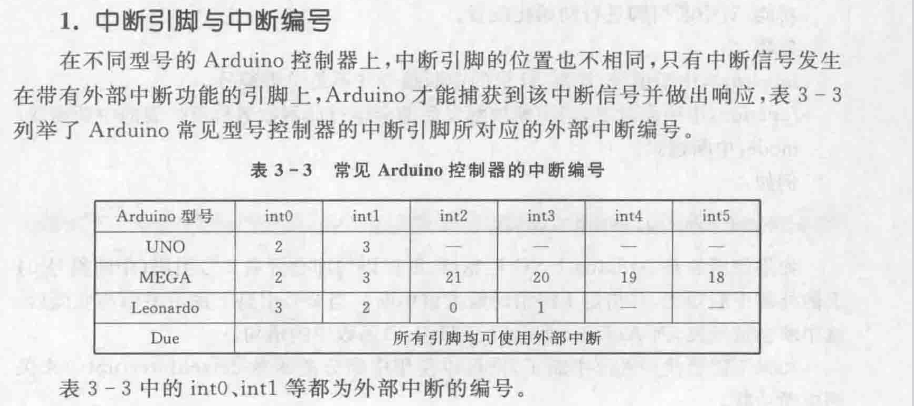 1. 中断引脚与中断编号
在不同型号的 Arduino 控制器上,中断引脚的位置也不相同,只有中断信号发生
在带有外部中断功能的引脚上,Arduino 才能捕获到该中断信号并做出响应,表 3-3
列举了 Arduino 常见型号控制器的中断引脚所对应的外部中断编号。
表 3-3 常见 Arduino 控制器的中断编号
Arduino 型号 int0 int1 int2 int3 int4 int5
UNO 2 3 — — — —
MEGA 2 3 21 20 19 18
Leonardo 3 2 0 1 — —
Due 所有引脚均可使用外部中断
表 3-3 中的 int0、int1 等都为外部中断的编号。